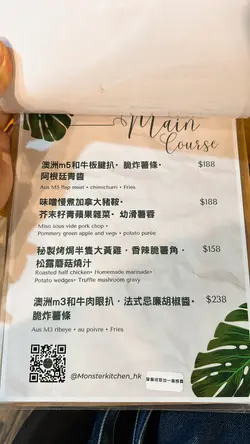 Main
Course
澳洲m5和牛板腱扒，脆炸薯條， $188
阿根廷青醬
Aus M3 flap meat • chimichurri • Fries
味噌慢煮加拿大豬鞍， $188
芥末籽青蘋果雜菜，幼滑薯蓉
Miso sous vide pork chop •
Pommery green apple and vegs • potato purée
秘製烤焗半隻大黃雞，香辣脆薯角， $158
松露蘑菇燒汁
Roasted half chicken• Homemade marinade•
Potato wedges• Truffle mushroom gravy
澳洲m3和牛肉眼扒，法式忌廉胡椒醬， $238
脆炸薯條
Aus M3 ribeye • au poivre • Fries
@Monsterkitchen_hk